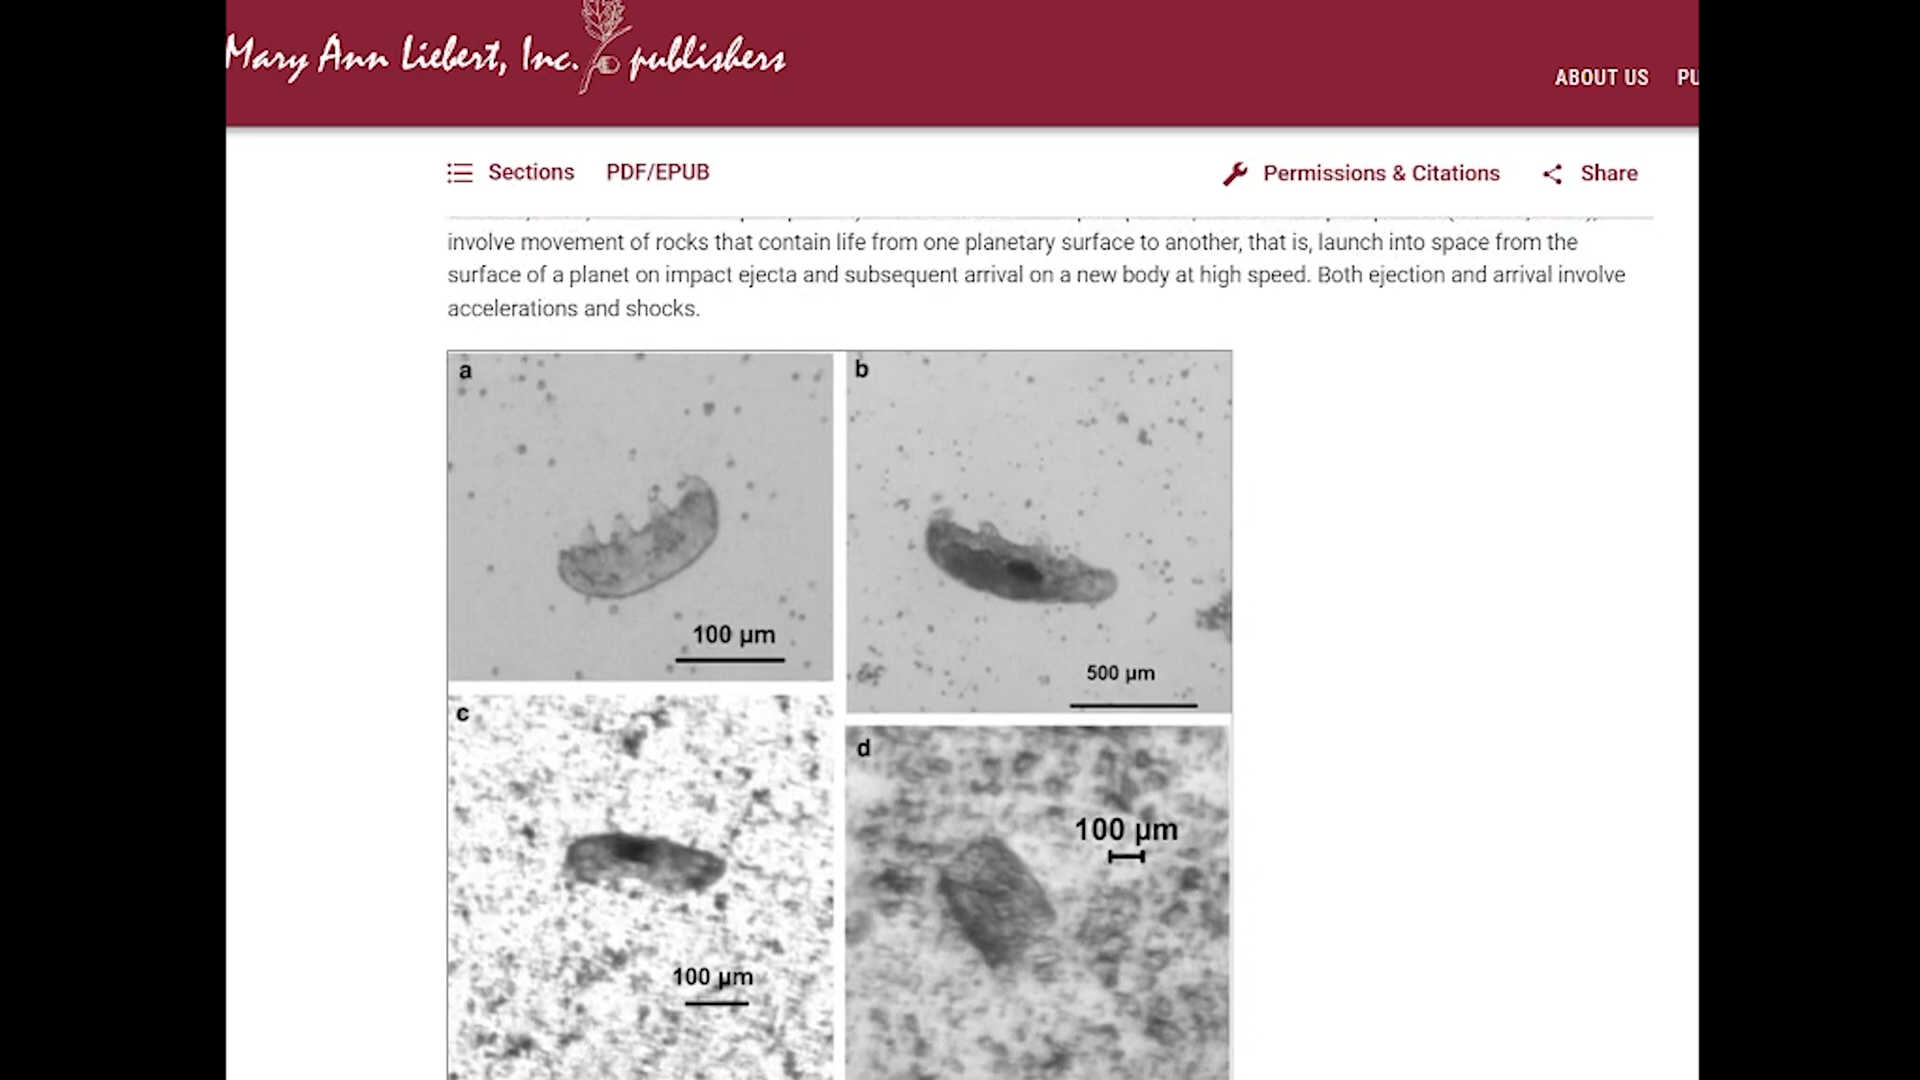 Mary Ann Liebert, Inc. publishers
ABOUT US PU
Sections PDF/EPUB Permissions & Citations Share
involve movement of rocks that contain life from one planetary surface to another, that is, launch into space from the
surface of a planet on impact ejecta and subsequent arrival on a new body at high speed. Both ejection and arrival involve
accelerations and shocks.
a
100 µm
b
500 µm
c
100 µm
d
100 µm